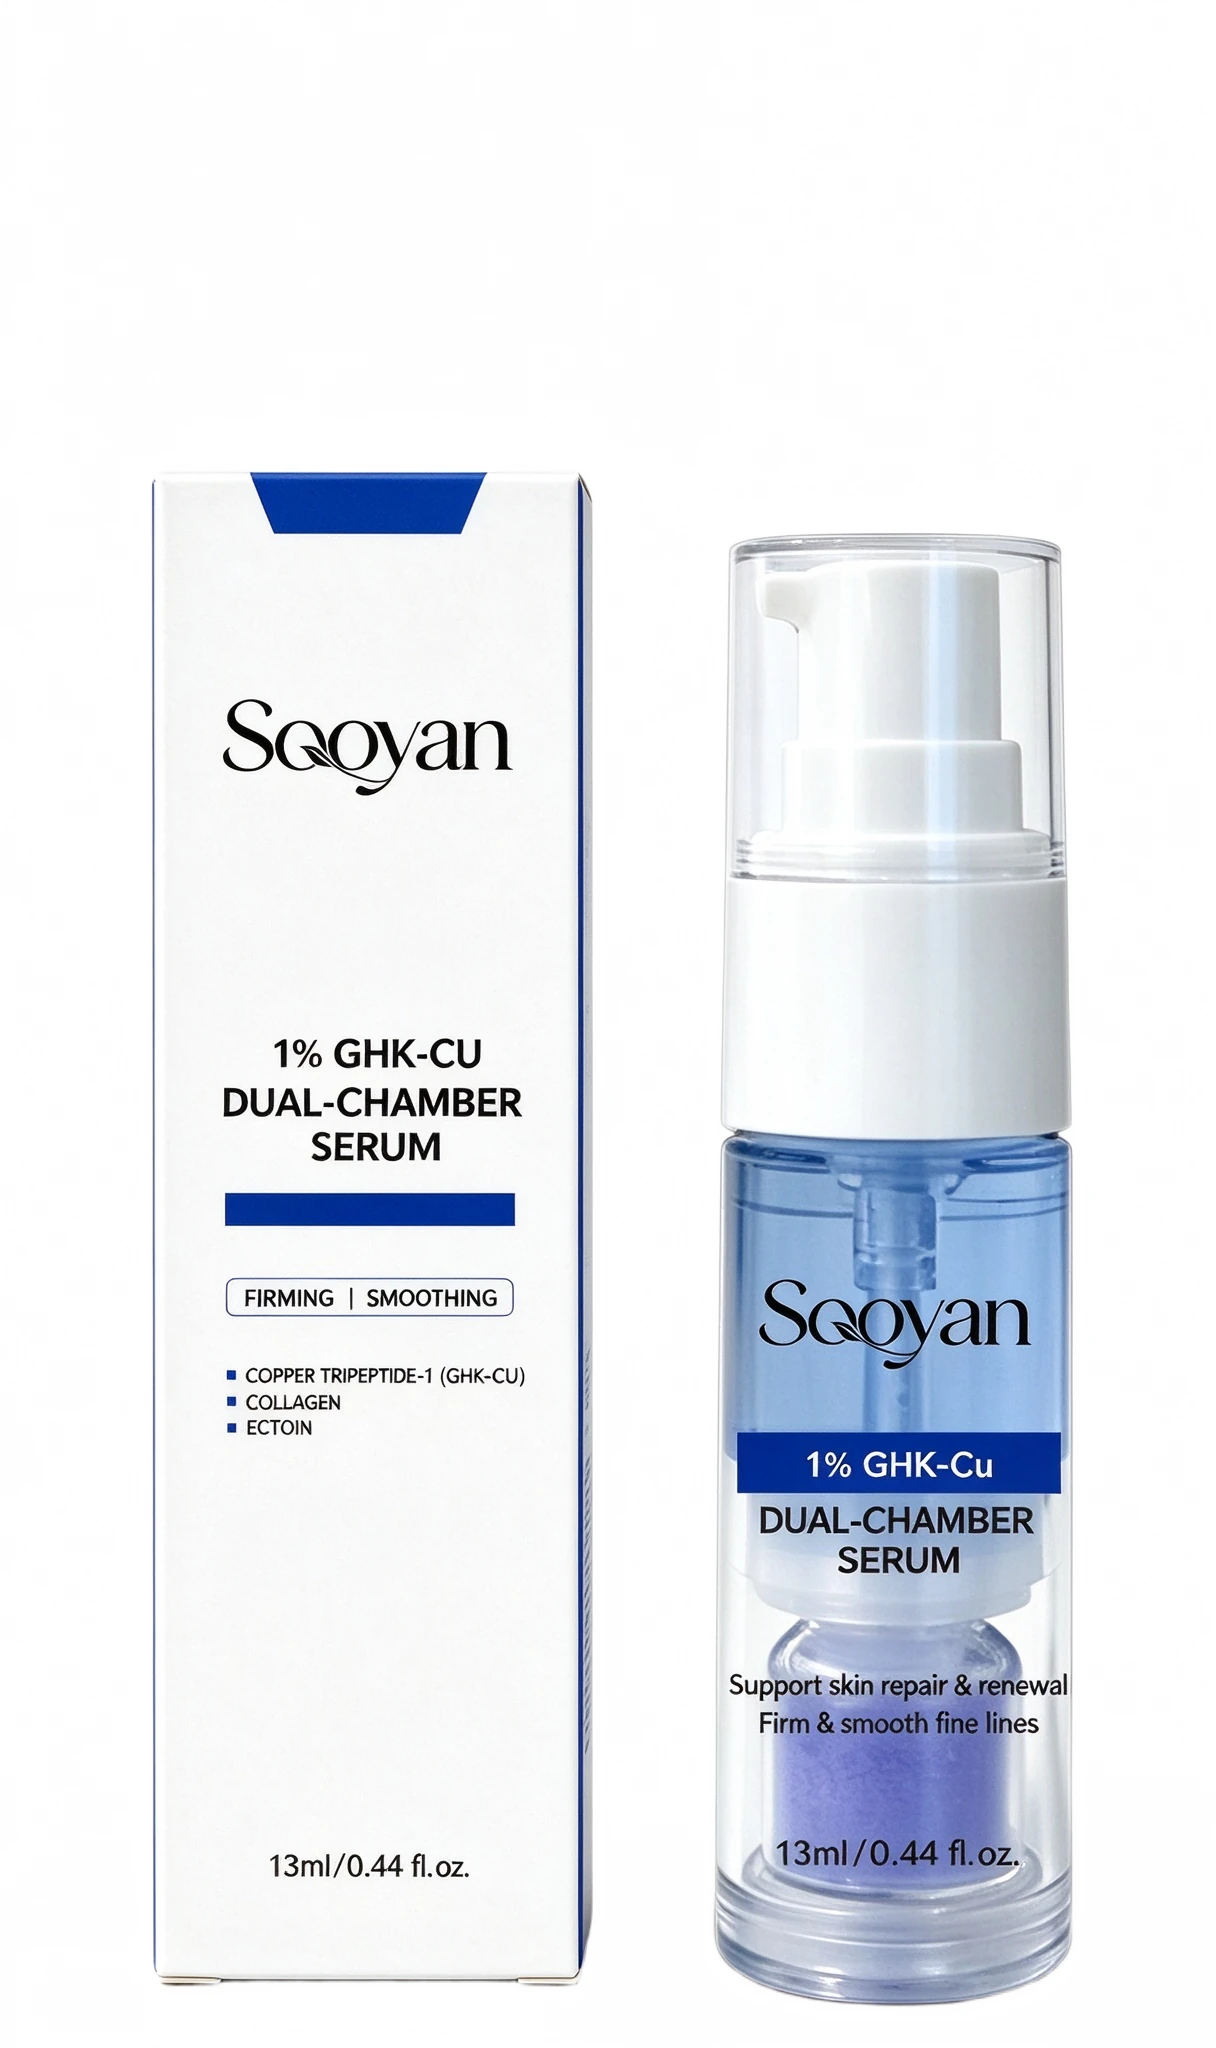 Sqoyan
1% GHK-CU
DUAL-CHAMBER
SERUM
FIRMING | SMOOTHING
COPPER TRIPEPTIDE-1 (GHK-CU)
COLLAGEN
ECTOIN
13ml/0.44 fl.oz.
Sqoyan
1% GHK-Cu
DUAL-CHAMBER
SERUM
Support skin repair & renewal
Firm & smooth fine lines
13ml/0.44 fl.oz.